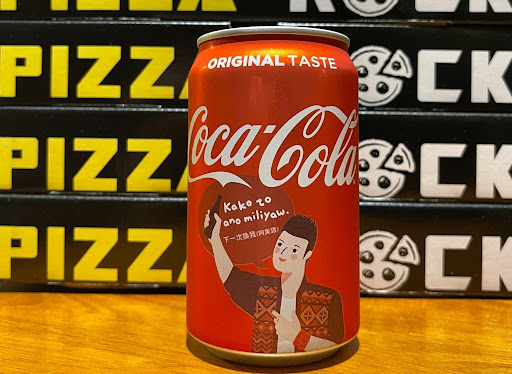 PIZZA ROCK
PIZZA ROCK
PIZZA ROCK
PIZZA ROCK
ORIGINAL TASTE
Coca-Cola
Kako to
ano miliyaw.
下一次換我(阿美語)